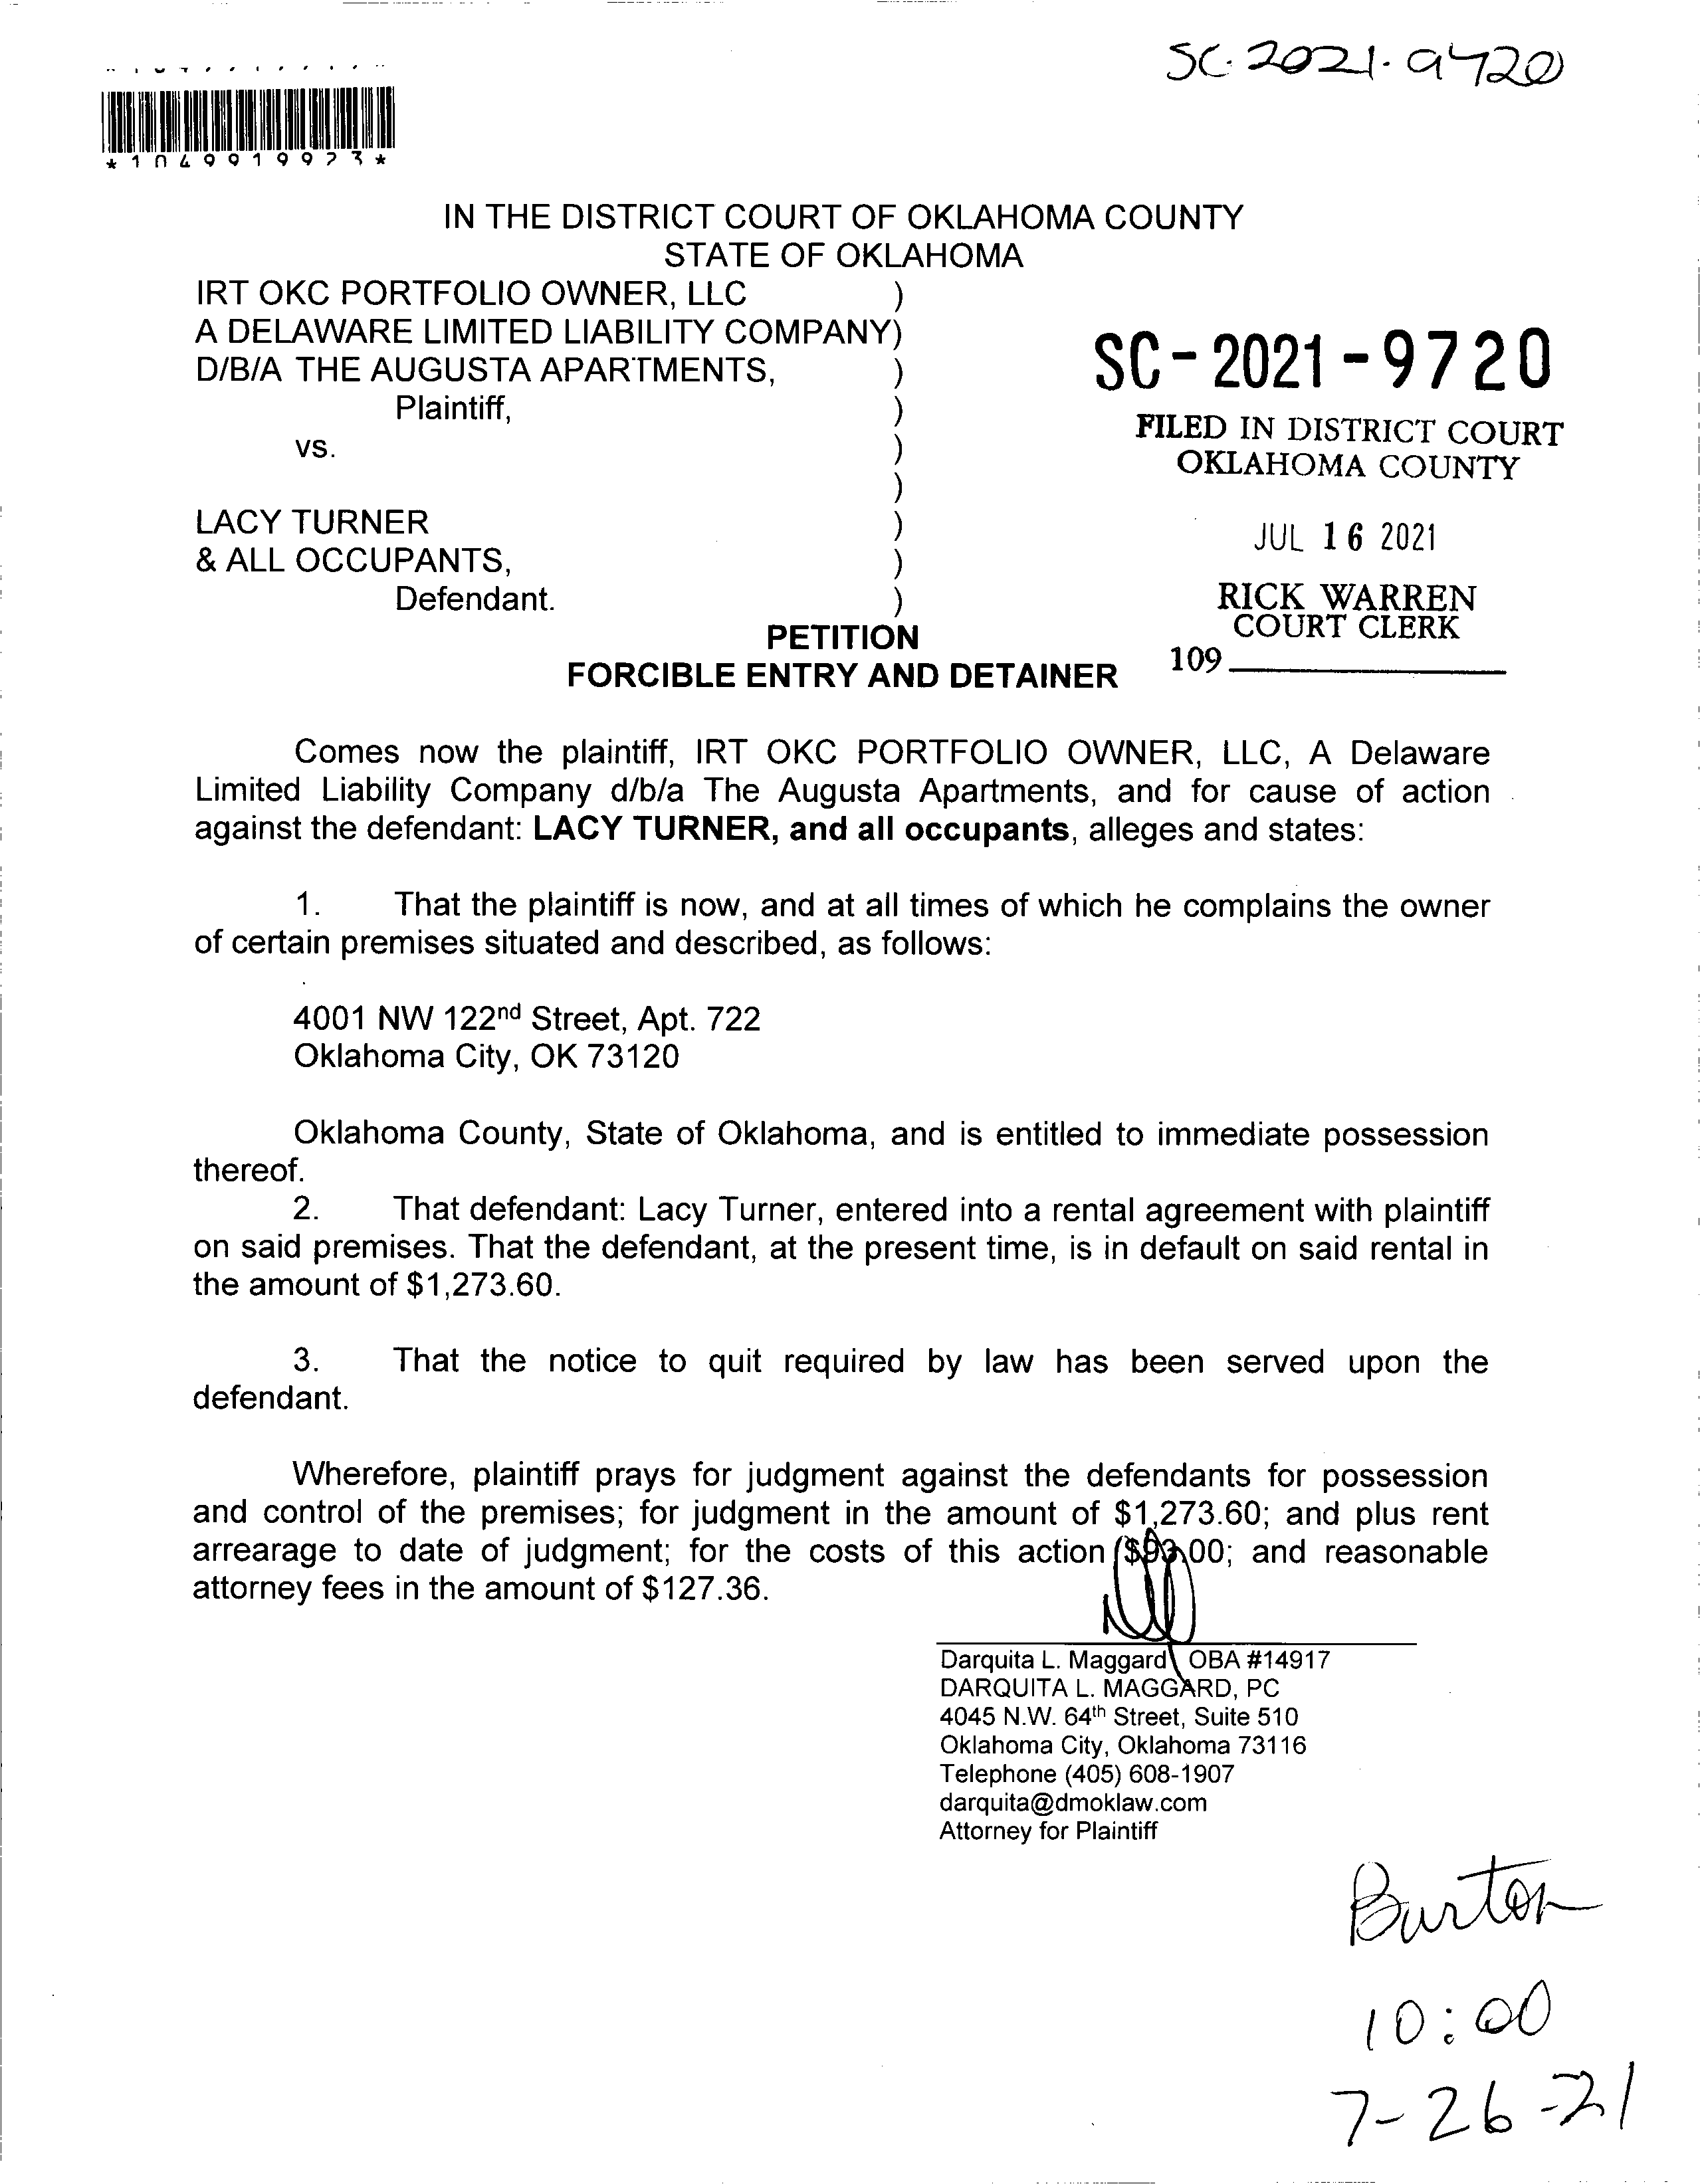 SC-2021-9720
*1049919973*
IN THE DISTRICT COURT OF OKLAHOMA COUNTY
STATE OF OKLAHOMA
IRT OKC PORTFOLIO OWNER, LLC )
A DELAWARE LIMITED LIABILITY COMPANY)
D/B/A THE AUGUSTA APARTMENTS, )
Plaintiff, )
vs. )
)
LACY TURNER )
& ALL OCCUPANTS, )
Defendant. )
SC-2021-9720
FILED IN DISTRICT COURT
OKLAHOMA COUNTY
JUL 16 2021
RICK WARREN
COURT CLERK
109
PETITION
FORCIBLE ENTRY AND DETAINER
Comes now the plaintiff, IRT OKC PORTFOLIO OWNER, LLC, A Delaware
Limited Liability Company d/b/a The Augusta Apartments, and for cause of action
against the defendant: LACY TURNER, and all occupants, alleges and states:
1. That the plaintiff is now, and at all times of which he complains the owner
of certain premises situated and described, as follows:
4001 NW 122nd Street, Apt. 722
Oklahoma City, OK 73120
Oklahoma County, State of Oklahoma, and is entitled to immediate possession
thereof.
2. That defendant: Lacy Turner, entered into a rental agreement with plaintiff
on said premises. That the defendant, at the present time, is in default on said rental in
the amount of $1,273.60.
3. That the notice to quit required by law has been served upon the
defendant.
Wherefore, plaintiff prays for judgment against the defendants for possession
and control of the premises; for judgment in the amount of $1,273.60; and plus rent
arrearage to date of judgment; for the costs of this action ; and reasonable
attorney fees in the amount of $127.36.
Darquita L. Maggard OBA #14917
DARQUITA L. MAGGARD, PC
4045 N.W. 64th Street, Suite 510
Oklahoma City, Oklahoma 73116
Telephone (405) 608-1907
darquita@dmoklaw.com
Attorney for Plaintiff
Burton
10:00
7-26-21